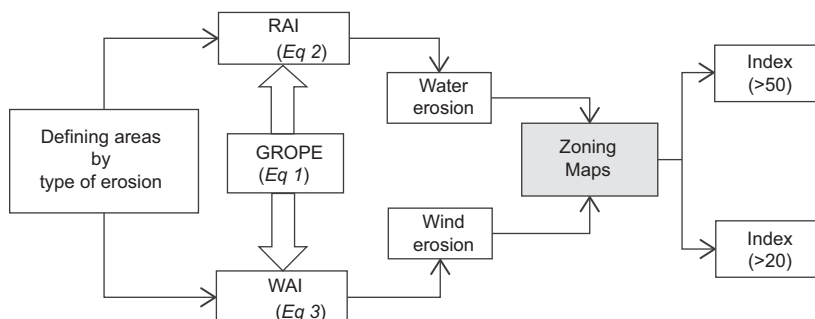 Defining areas
by
type of erosion
RAI
(Eq 2)
GROPE
(Eq 1)
WAI
(Eq 3)
Water
erosion
Wind
erosion
Zoning
Maps
Index
(>50)
Index
(>20)